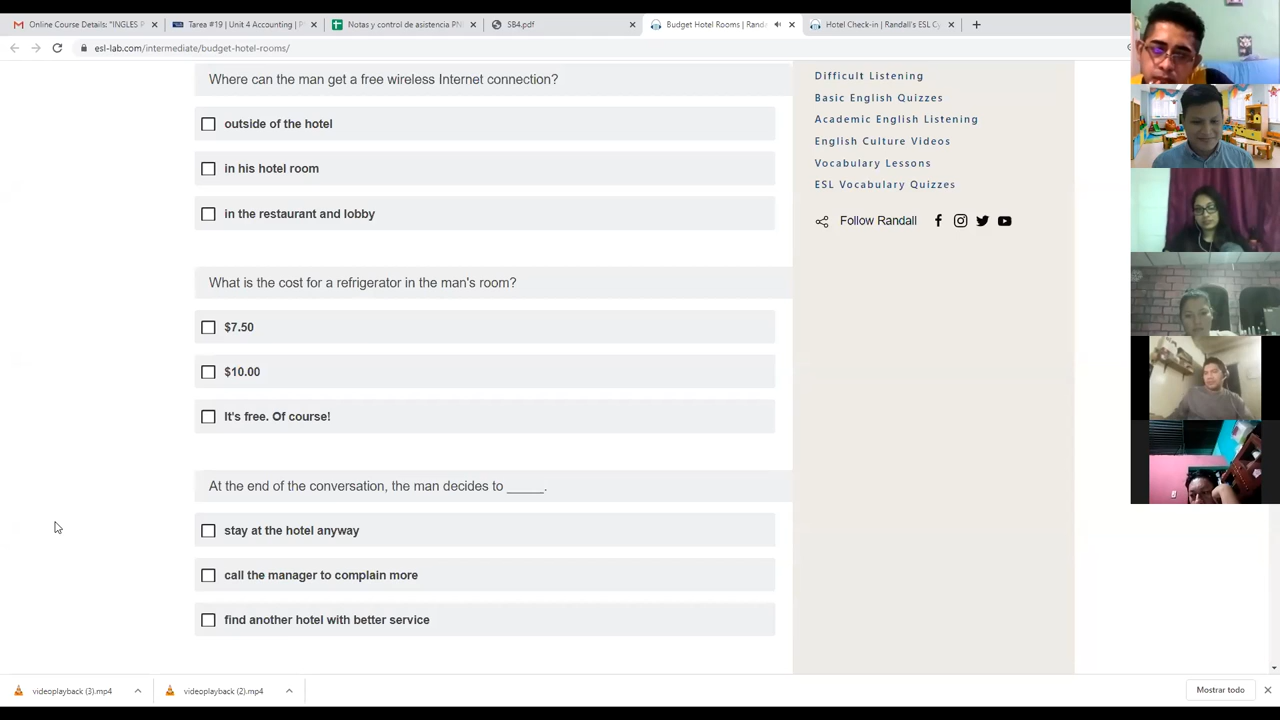 Online Course Details: "INGLES P
Tarea #19 | Unit 4 Accounting | P
Notas y control de asistencia PN
SB4.pdf
Budget Hotel Rooms | Rand
Hotel Check-in | Randall's ESL Cy
esl-lab.com/intermediate/budget-hotel-rooms/
Where can the man get a free wireless Internet connection?
outside of the hotel
in his hotel room
in the restaurant and lobby
What is the cost for a refrigerator in the man's room?
$7.50
$10.00
It's free. Of course!
At the end of the conversation, the man decides to _____.
stay at the hotel anyway
call the manager to complain more
find another hotel with better service
Difficult Listening
Basic English Quizzes
Academic English Listening
English Culture Videos
Vocabulary Lessons
ESL Vocabulary Quizzes
Follow Randall
videoplayback (3).mp4
videoplayback (2).mp4
Mostrar todo